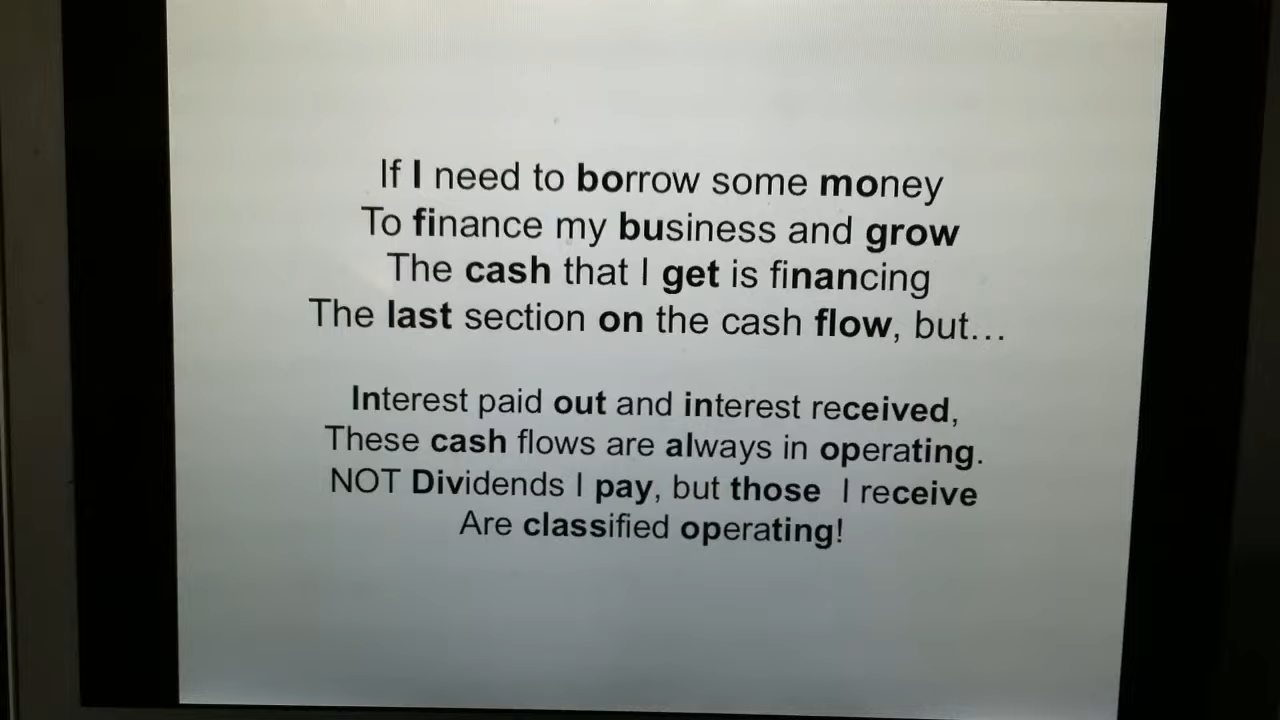 If I need to borrow some money
To finance my business and grow
The cash that I get is financing
The last section on the cash flow, but…
Interest paid out and interest received,
These cash flows are always in operating.
NOT Dividends I pay, but those I receive
Are classified operating!